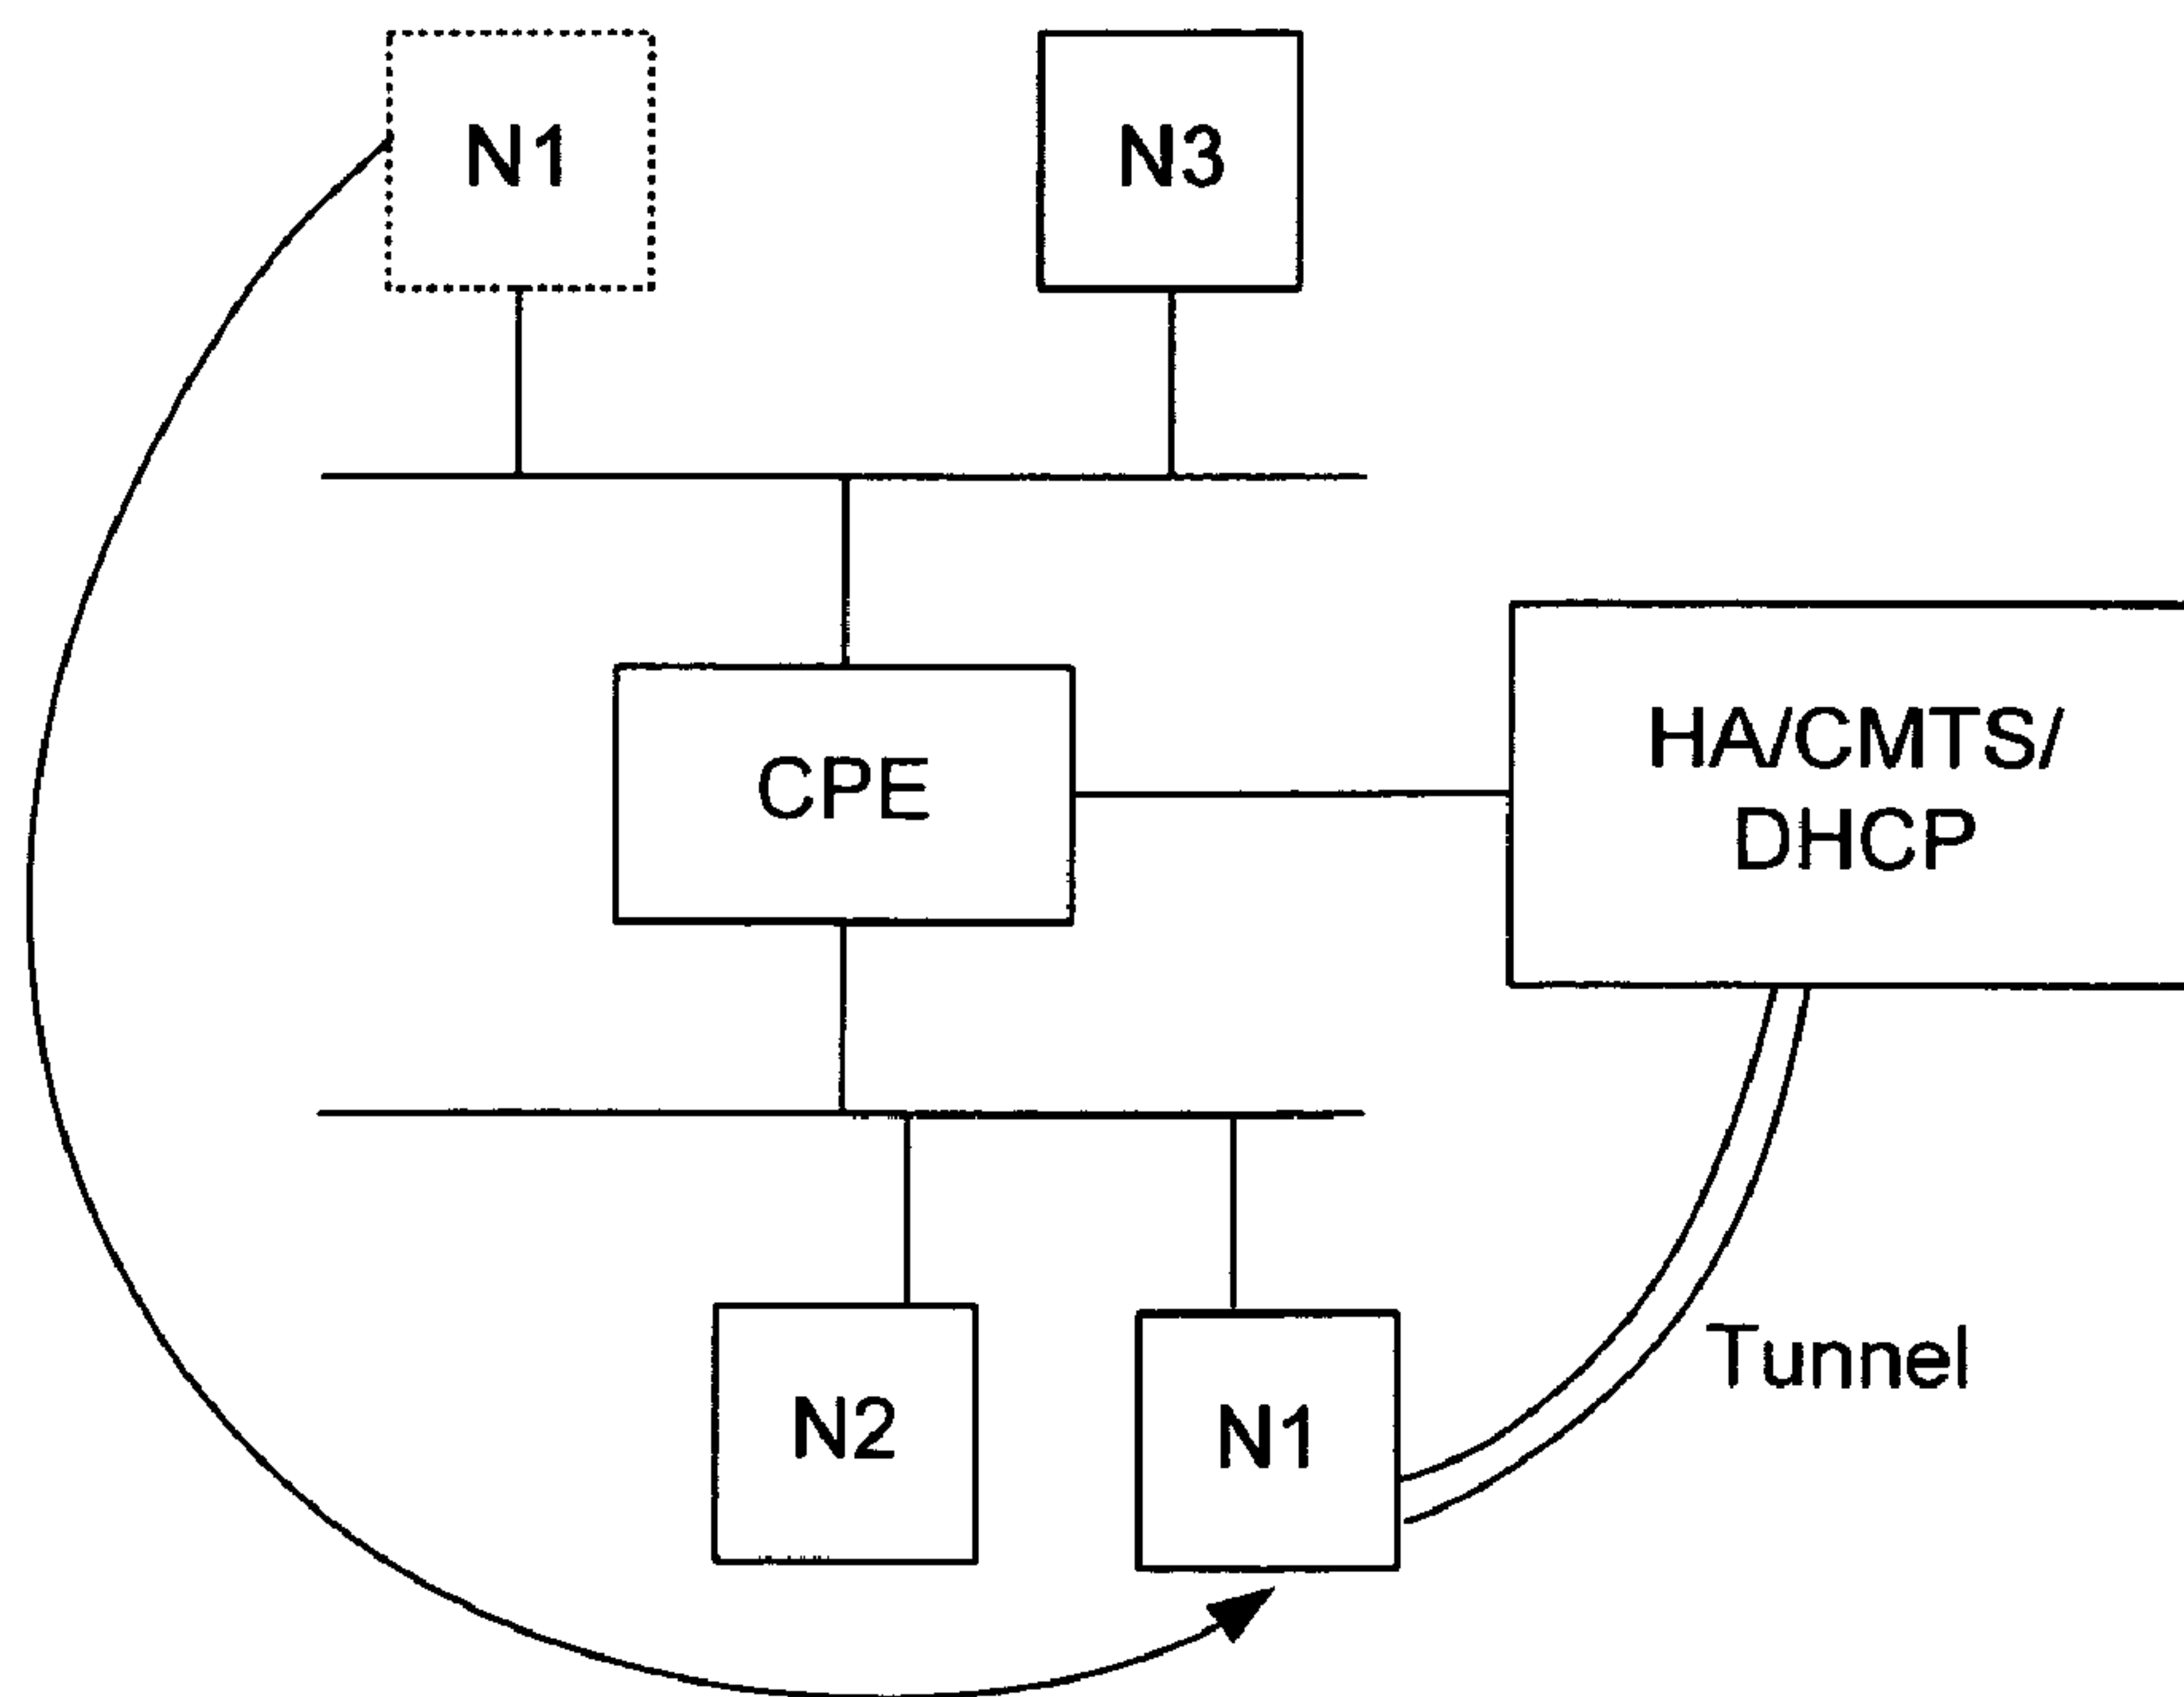 N1
N3
CPE
HA/CMTS/
DHCP
N2
N1
Tunnel